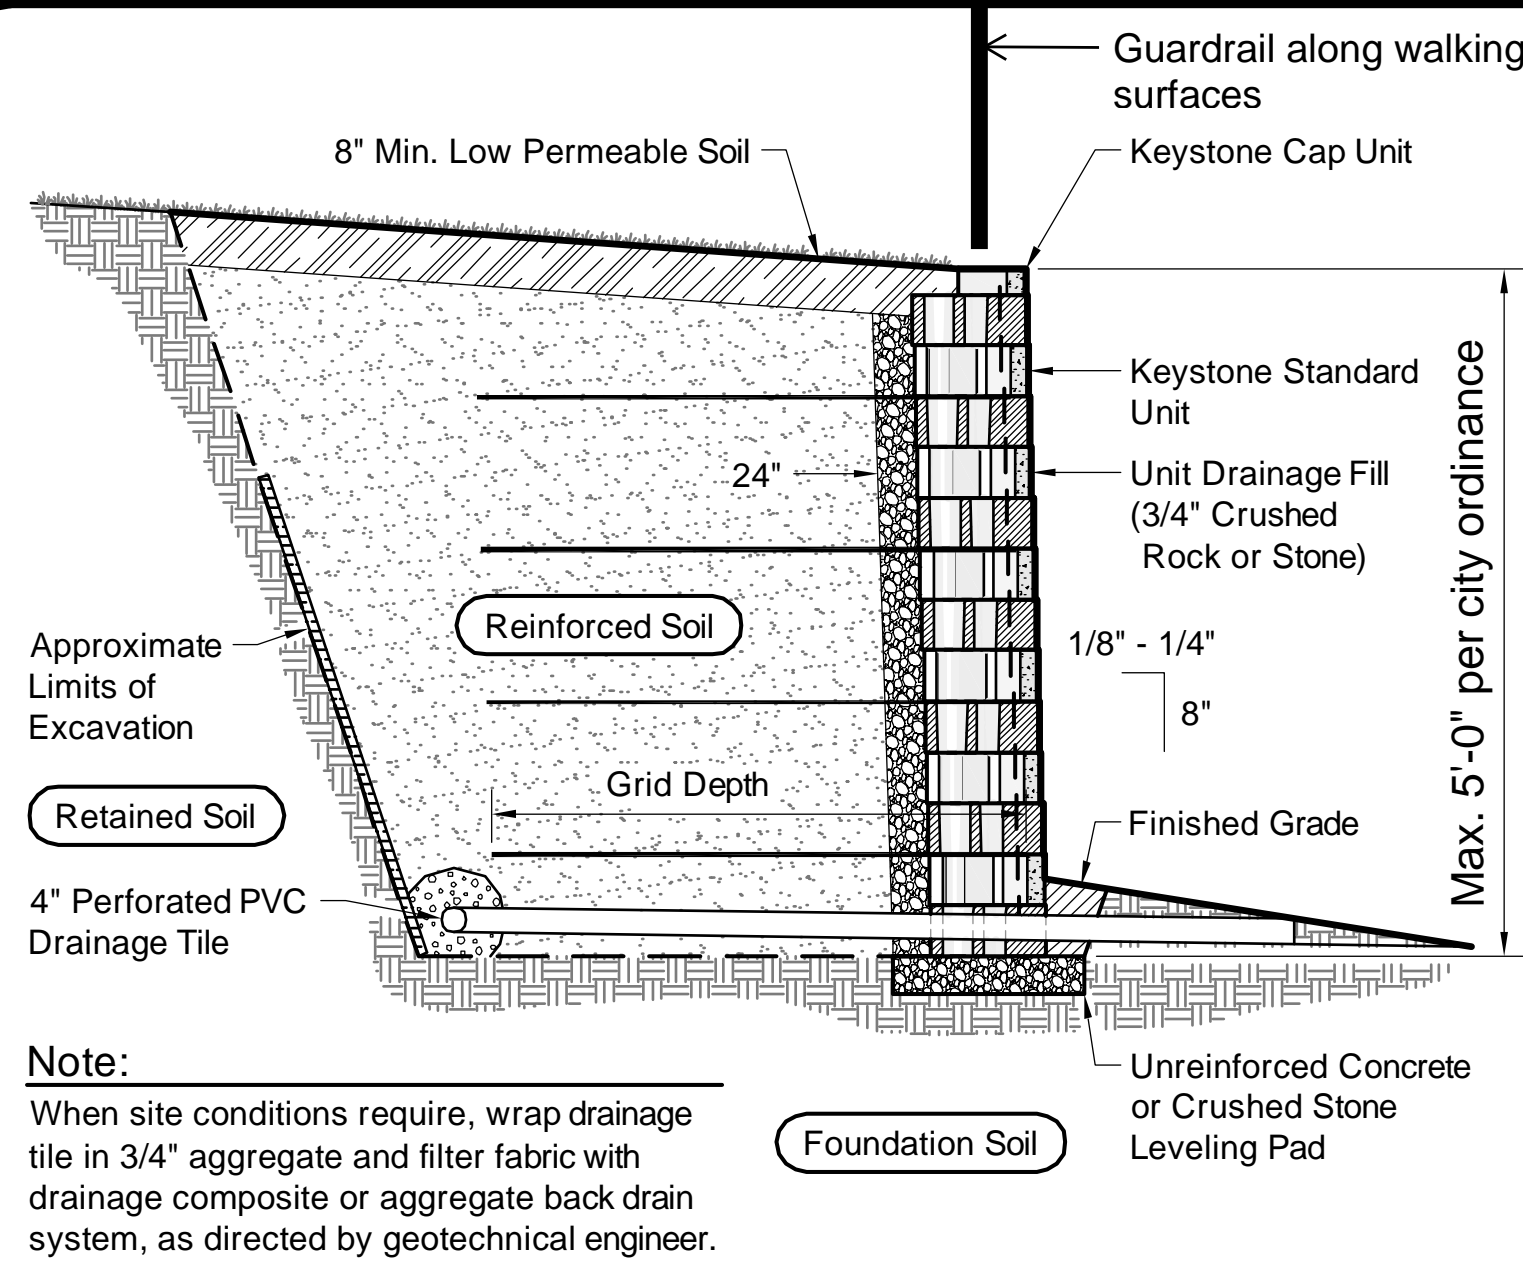 Guardrail along walking
surfaces
8" Min. Low Permeable Soil
Keystone Cap Unit
Keystone Standard
Unit
24"
Unit Drainage Fill
(3/4" Crushed
Rock or Stone)
Max. 5'-0" per city ordinance
Reinforced Soil
Approximate
Limits of
Excavation
1/8" - 1/4"
8"
Retained Soil
Grid Depth
Finished Grade
4" Perforated PVC
Drainage Tile
Note:
When site conditions require, wrap drainage
tile in 3/4" aggregate and filter fabric with
drainage composite or aggregate back drain
system, as directed by geotechnical engineer.
Foundation Soil
Unreinforced Concrete
or Crushed Stone
Leveling Pad